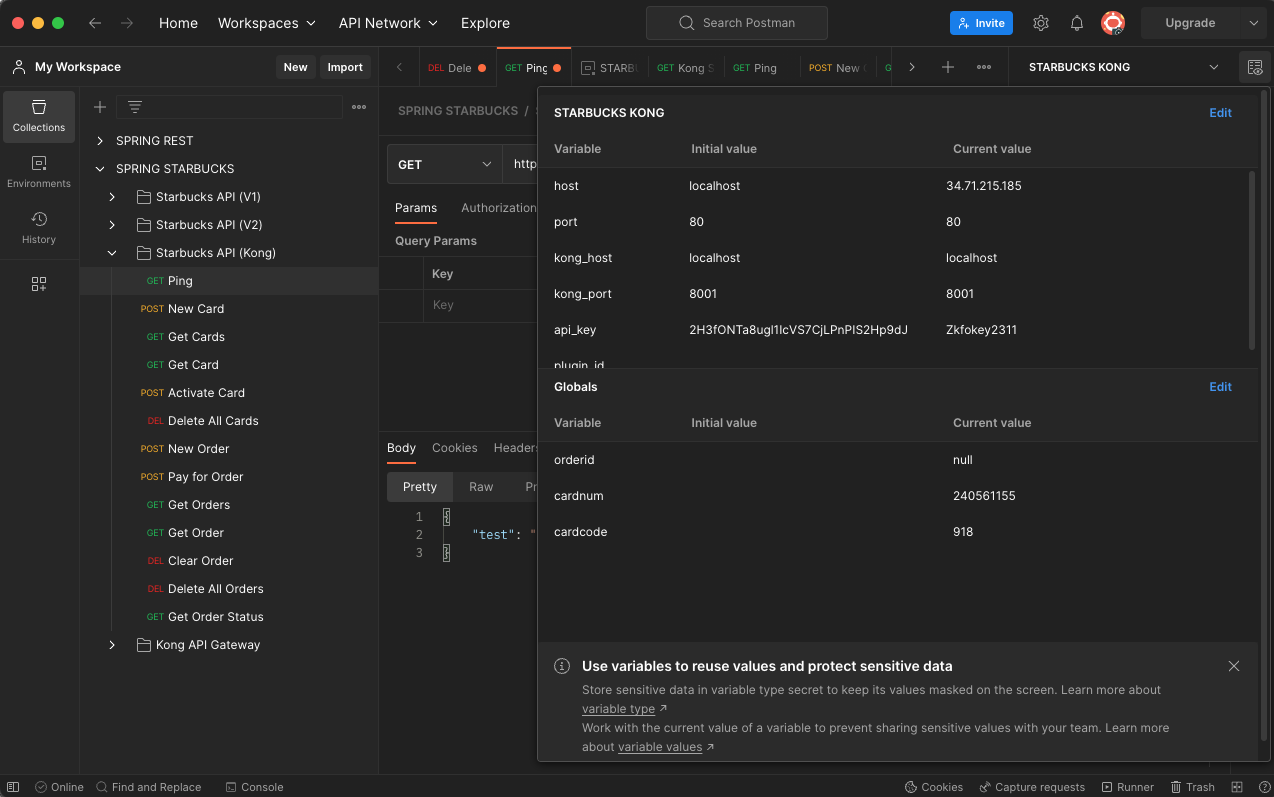 Home
Workspaces
API Network
Explore
Search Postman
Invite
Upgrade
My Workspace
New
Import
DEL Dele
GET Ping
STARB
GET Kong S
GET Ping
POST New
STARBUCKS KONG
Collections
Environments
History
SPRING REST
SPRING STARBUCKS
Starbucks API (V1)
Starbucks API (V2)
Starbucks API (Kong)
GET Ping
POST New Card
GET Get Cards
GET Get Card
POST Activate Card
DEL Delete All Cards
POST New Order
POST Pay for Order
GET Get Orders
GET Get Order
DEL Clear Order
DEL Delete All Orders
GET Get Order Status
Kong API Gateway
SPRING STARBUCKS /
GET
http
Params
Authorization
Query Params
Key
Key
Body
Cookies
Headers
Pretty
Raw
Pr
1 {
2 "test": "
3 }
STARBUCKS KONG
Edit
Variable Initial value Current value
host localhost 34.71.215.185
port 80 80
kong_host localhost localhost
kong_port 8001 8001
api_key 2H3fONTa8ugl1IcVS7CjLPnPIS2Hp9dJ Zkfokey2311
plugin_id
Globals
Edit
Variable Initial value Current value
orderid null
cardnum 240561155
cardcode 918
Use variables to reuse values and protect sensitive data
Store sensitive data in variable type secret to keep its values masked on the screen. Learn more about
variable type ↗
Work with the current value of a variable to prevent sharing sensitive values with your team. Learn more
about variable values ↗
Online
Find and Replace
Console
Cookies
Capture requests
Runner
Trash